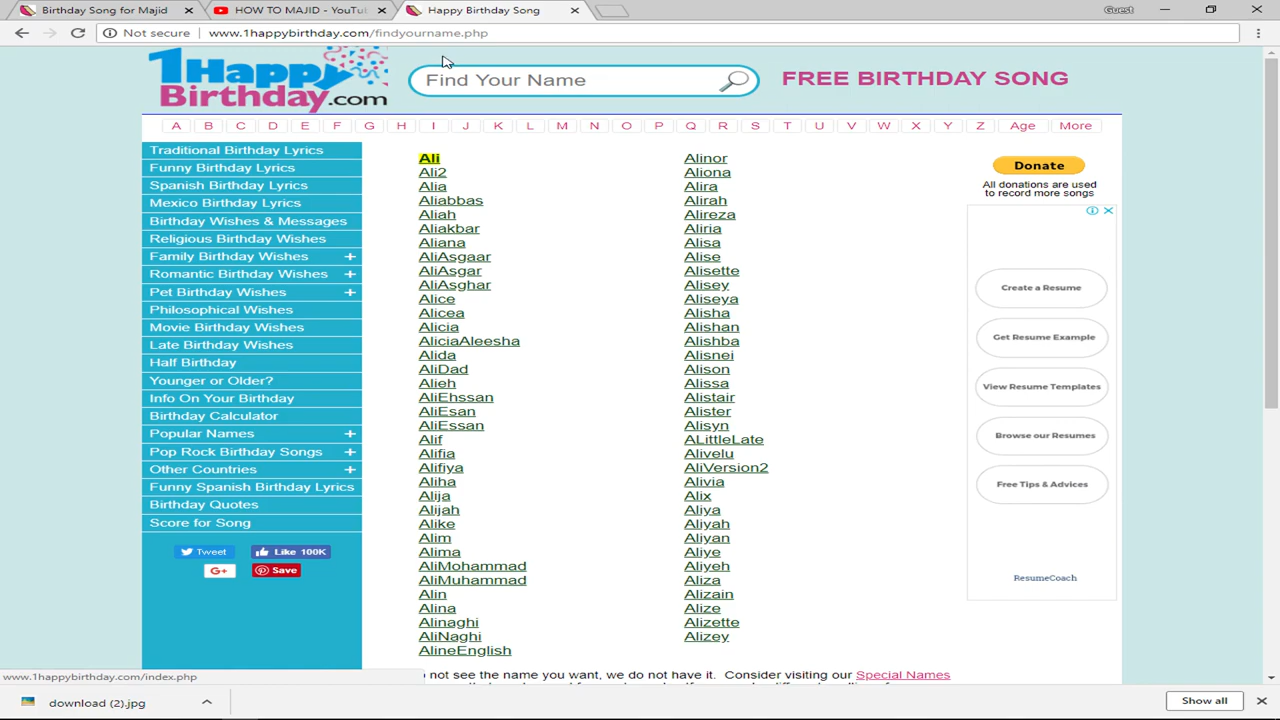 Birthday Song for Majid
HOW TO MAJID - YouTu
Happy Birthday Song
Guest
Not secure
www.1happybirthday.com/findyourname.php
1Happy
Birthday.com
Find Your Name
FREE BIRTHDAY SONG
A B C D E F G H I J K L M N O P Q R S T U V W X Y Z Age More
Traditional Birthday Lyrics
Funny Birthday Lyrics
Spanish Birthday Lyrics
Mexico Birthday Lyrics
Birthday Wishes & Messages
Religious Birthday Wishes
Family Birthday Wishes +
Romantic Birthday Wishes +
Pet Birthday Wishes +
Philosophical Wishes
Movie Birthday Wishes
Late Birthday Wishes
Half Birthday
Younger or Older?
Info On Your Birthday
Birthday Calculator
Popular Names +
Pop Rock Birthday Songs +
Other Countries +
Funny Spanish Birthday Lyrics
Birthday Quotes
Score for Song
Tweet
Like 100K
G+
Save
Ali
Ali2
Alia
Aliabbas
Aliah
Aliakbar
Aliana
AliAsgaar
AliAsgar
AliAsghar
Alice
Alicea
Alicia
AliciaAleesha
Alida
AliDad
Alieh
AliEhssan
AliEsan
AliEssan
Alif
Alifia
Alifiya
Aliha
Alija
Alijah
Alike
Alim
Alima
AliMohammad
AliMuhammad
Alin
Alina
Alinaghi
AliNaghi
AlineEnglish
Alinor
Aliona
Alira
Alirah
Alireza
Aliria
Alisa
Alise
Alisette
Alisey
Aliseya
Alisha
Alishan
Alishba
Alisnei
Alison
Alissa
Alistair
Alister
Alisyn
ALittleLate
Alivelu
AliVersion2
Alivia
Alix
Aliya
Aliyah
Aliyan
Aliye
Aliyeh
Aliza
Alizain
Alize
Alizette
Alizey
not see the name you want, we do not have it. Consider visiting our Special Names
Donate
All donations are used
to record more songs
Create a Resume
Get Resume Example
View Resume Templates
Browse our Resumes
Free Tips & Advices
ResumeCoach
www.1happybirthday.com/index.php
download (2).jpg
Show all